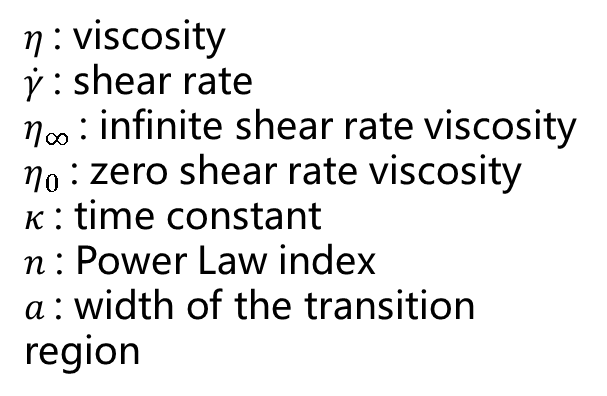 η : viscosity
γ̇ : shear rate
η∞ : infinite shear rate viscosity
η₀ : zero shear rate viscosity
κ : time constant
n : Power Law index
a : width of the transition
region